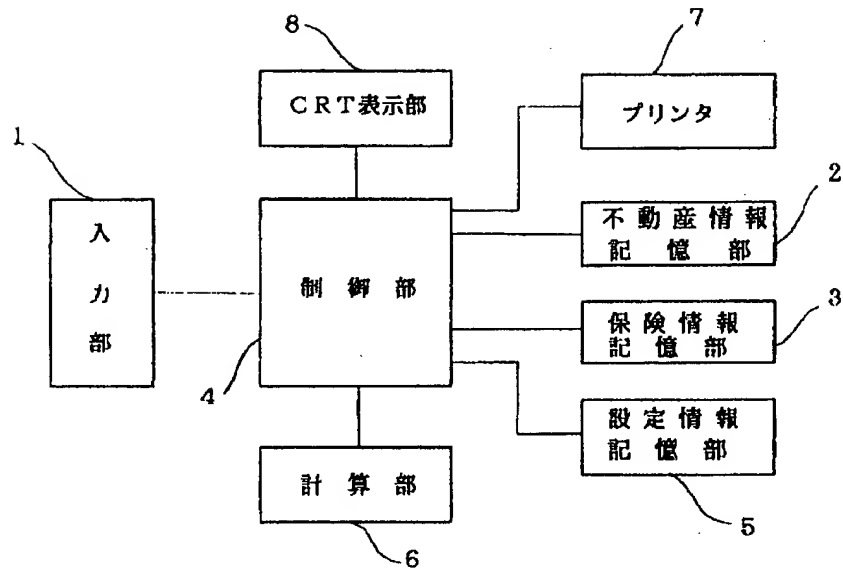 8
7
CRT表示部
プリンタ
1
2
入力部
不動産情報
記憶部
制御部
3
保険情報
記憶部
4
設定情報
記憶部
計算部
5
6